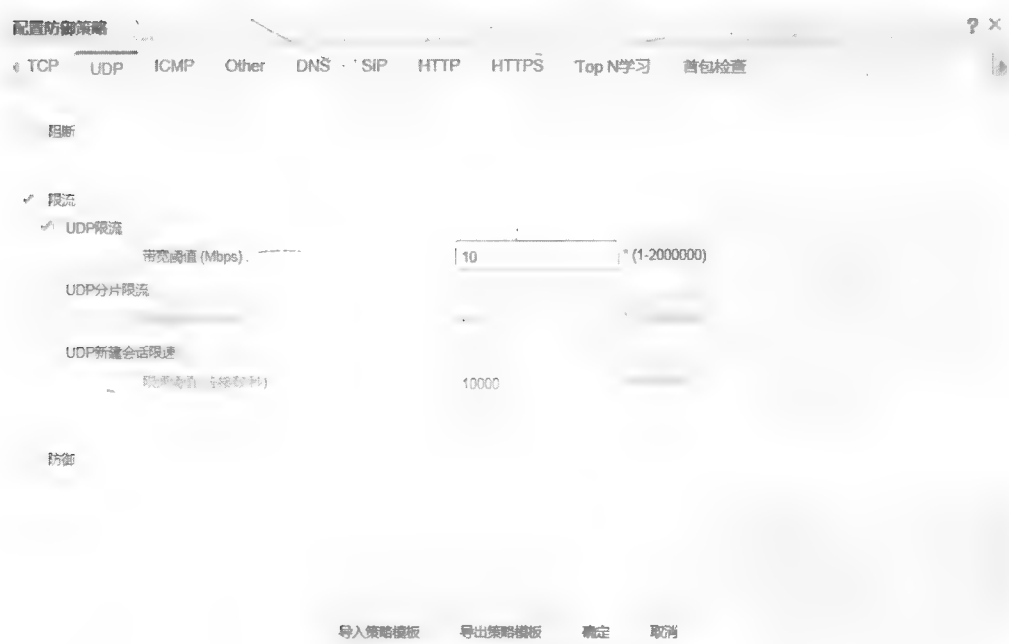 配置防御策略 ? ×
TCP UDP ICMP Other DNS SIP HTTP HTTPS Top N学习 首包检查
阻断
✓ 限流
✓ UDP限流
带宽阈值 (Mbps) 10 * (1-2000000)
UDP分片限流
UDP新建会话限速
10000
防御
导入策略模板 导出策略模板 确定 取消